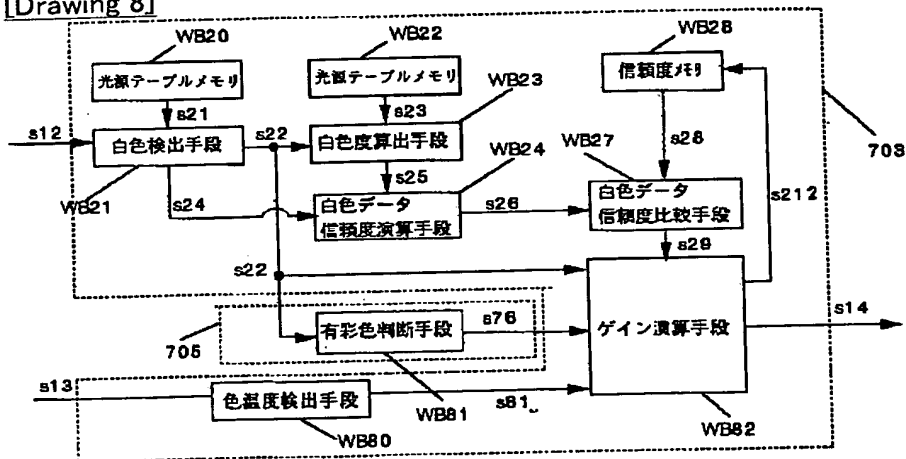 [Drawing 8]
WB20
WB22
WB28
光源テーブルメモリ
光源テーブルメモリ
信頼度メモリ
s21
s23
WB23
s12
白色検出手段
s22
白色度算出手段
s28
703
WB24
WB27
WB21
s24
s25
s212
白色データ
信頼度演算手段
s26
白色データ
信頼度比較手段
s22
s29
705
有彩色判断手段
s76
ゲイン演算手段
s14
s13
色温度検出手段
WB81
s81
WB80
WB82